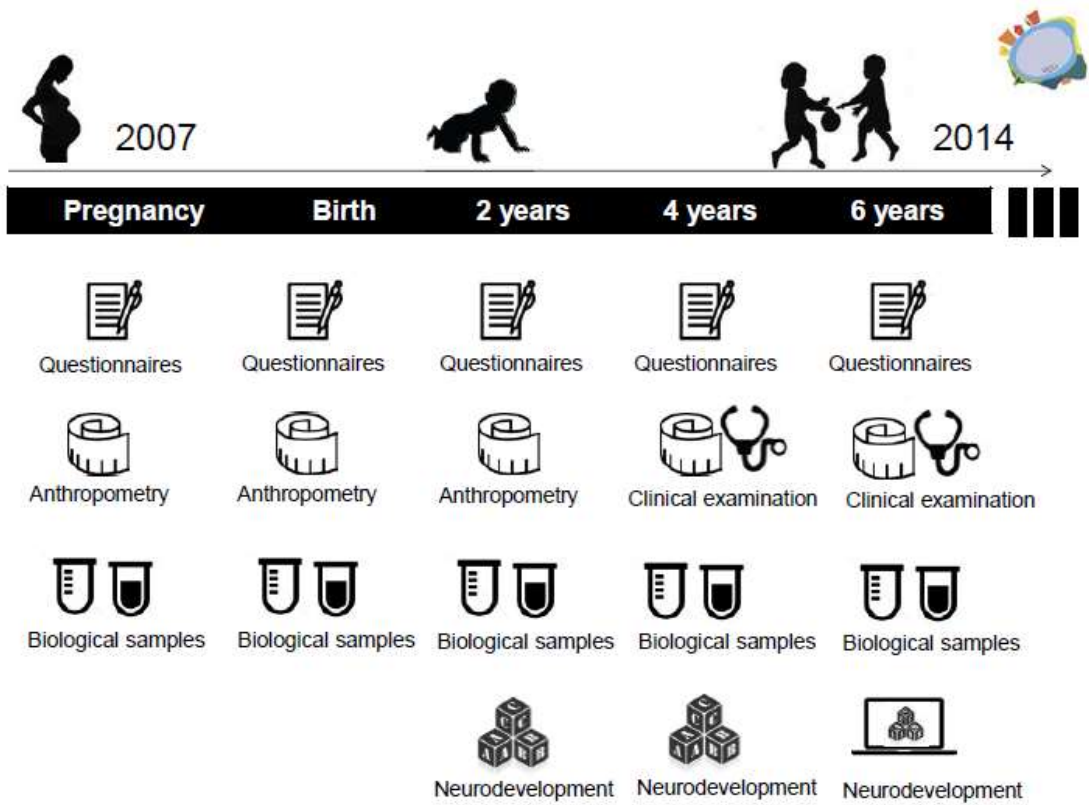 2007
2014
Pregnancy Birth 2 years 4 years 6 years
Questionnaires Questionnaires Questionnaires Questionnaires Questionnaires
Anthropometry Anthropometry Anthropometry Clinical examination Clinical examination
Biological samples Biological samples Biological samples Biological samples Biological samples
Neurodevelopment Neurodevelopment Neurodevelopment